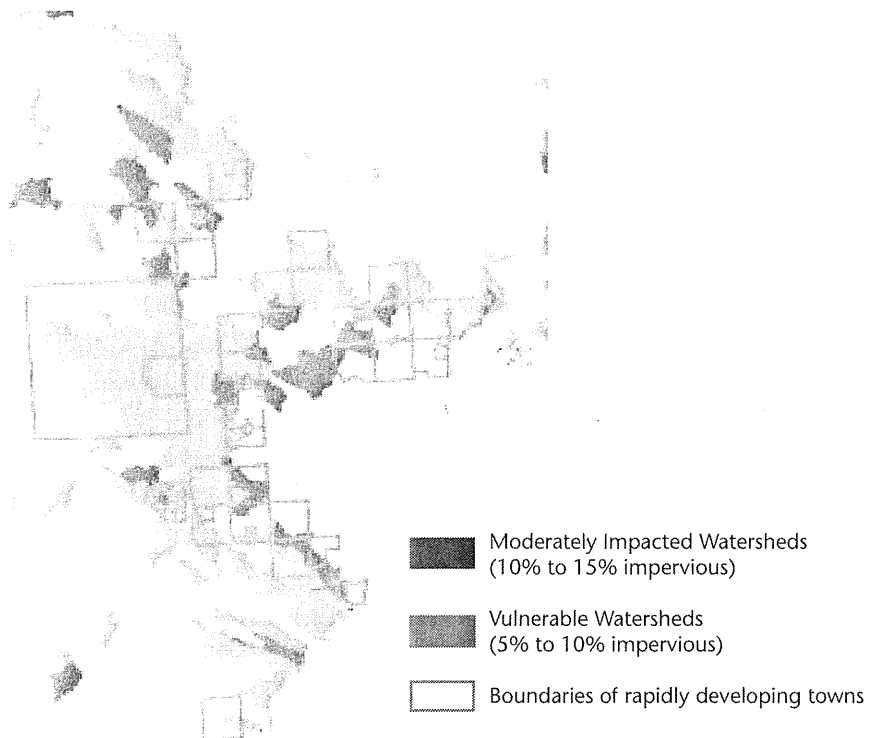 Moderately Impacted Watersheds
(10% to 15% impervious)
Vulnerable Watersheds
(5% to 10% impervious)
Boundaries of rapidly developing towns